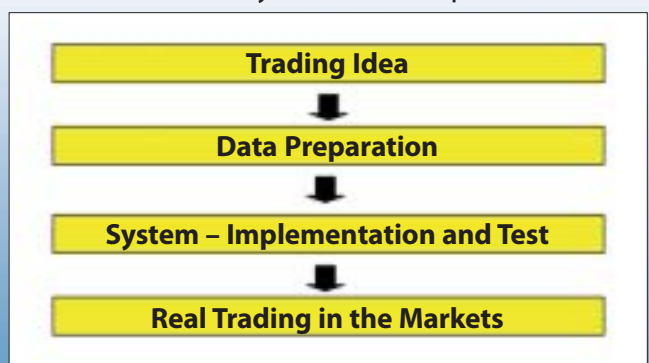 Trading Idea
Data Preparation
System – Implementation and Test
Real Trading in the Markets